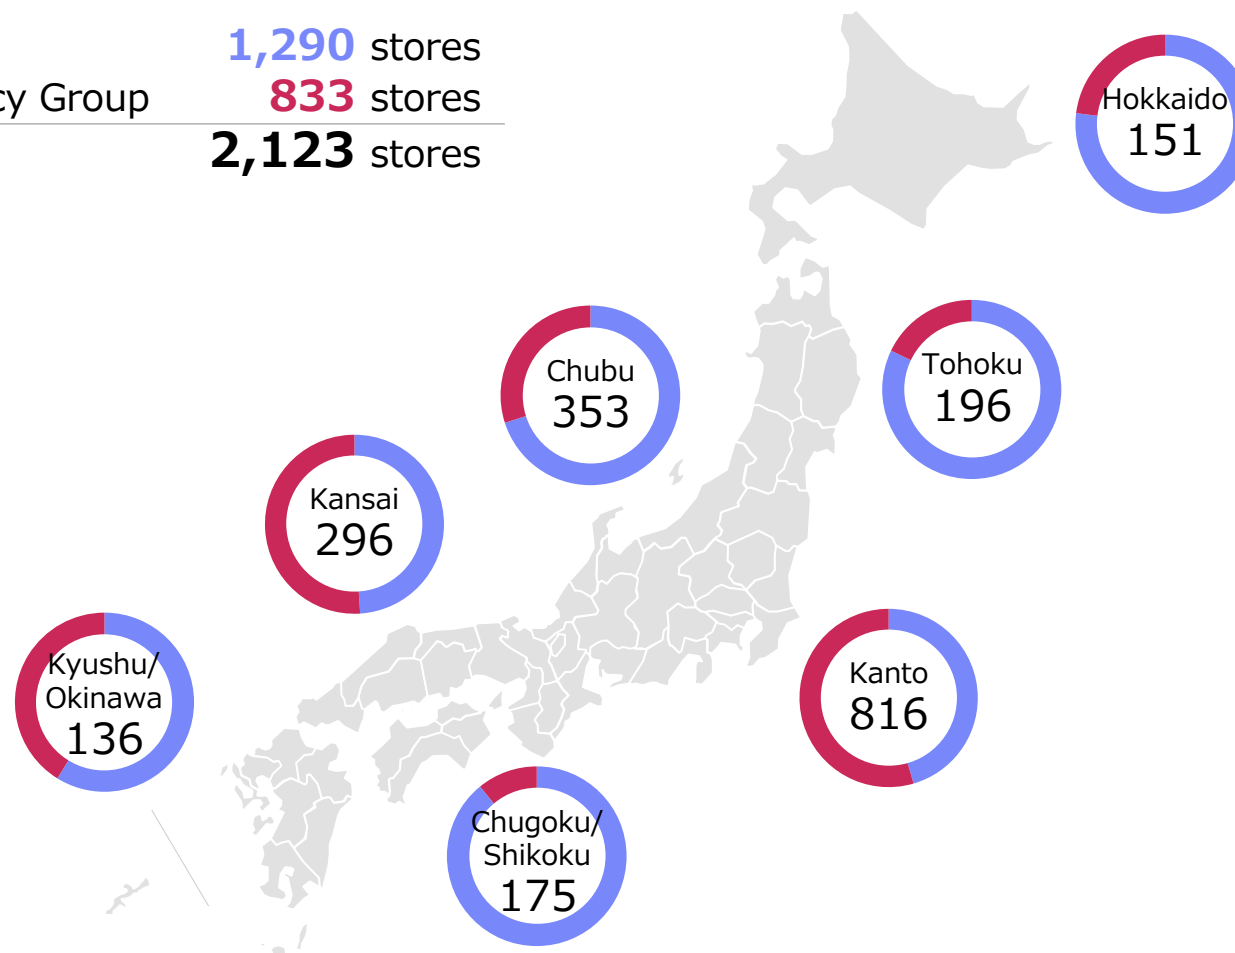 1,290 stores
cy Group 833 stores
2,123 stores
Hokkaido
151
Chubu
353
Tohoku
196
Kansai
296
Kyushu/
Okinawa
136
Kanto
816
Chugoku/
Shikoku
175